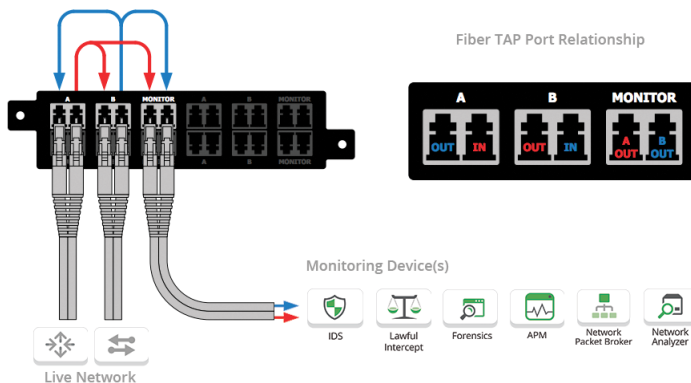 Fiber TAP Port Relationship
A B MONITOR A B MONITOR
A B MONITOR
A B MONITOR
OUT IN OUT IN A OUT B OUT
Monitoring Device(s)
IDS
Lawful
Intercept
Forensics
APM
Network
Packet Broker
Network
Analyzer
Live Network